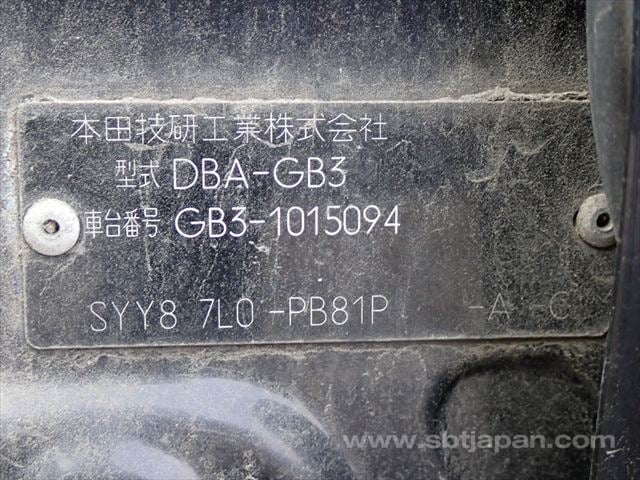 本田技研工業株式会社
型式 DBA-GB3
車台番号 GB3-1015094
SYY8 7L0 -PB81P -A -C
www.sbtjapan.com